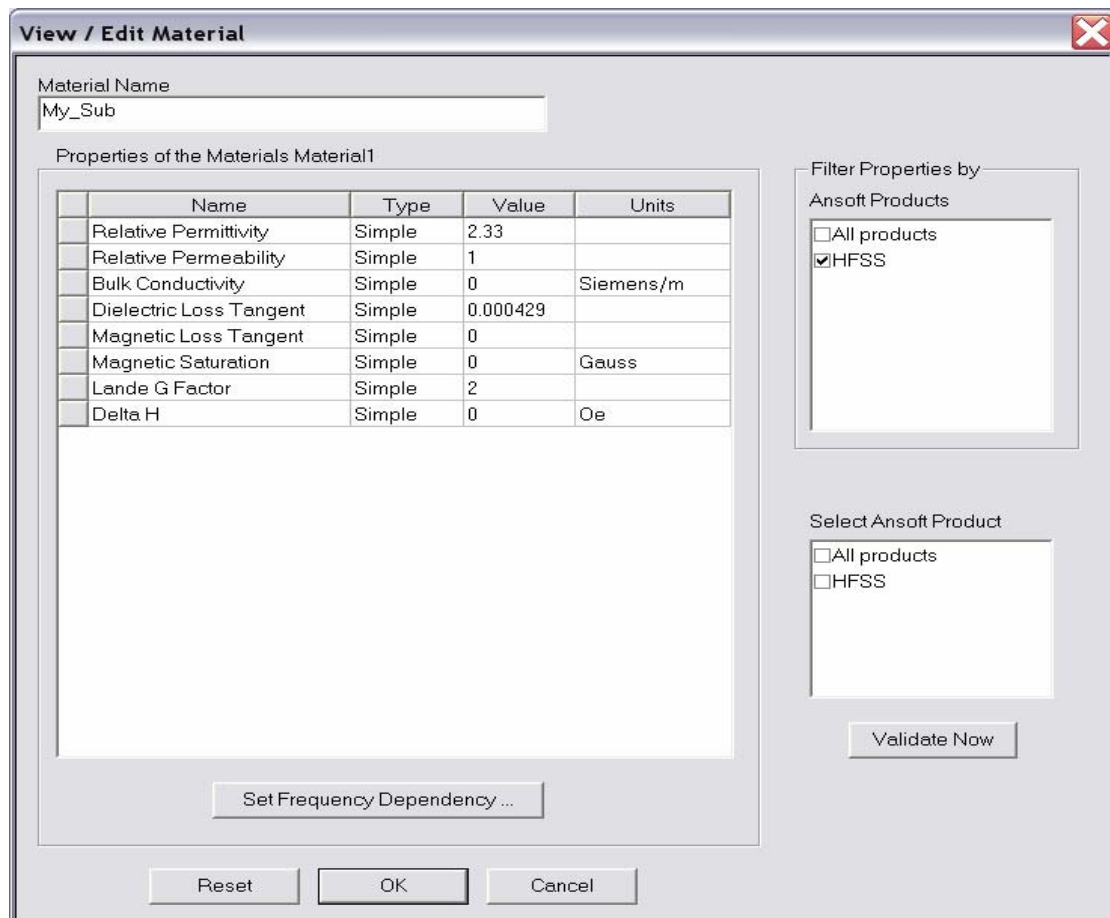 View / Edit Material
Material Name
My_Sub
Properties of the Materials Material1
Name Type Value Units
Relative Permittivity Simple 2.33
Relative Permeability Simple 1
Bulk Conductivity Simple 0 Siemens/m
Dielectric Loss Tangent Simple 0.000429
Magnetic Loss Tangent Simple 0
Magnetic Saturation Simple 0 Gauss
Lande G Factor Simple 2
Delta H Simple 0 Oe
Set Frequency Dependency ...
Filter Properties by
Ansoft Products
All products
HFSS
Select Ansoft Product
All products
HFSS
Validate Now
Reset OK Cancel